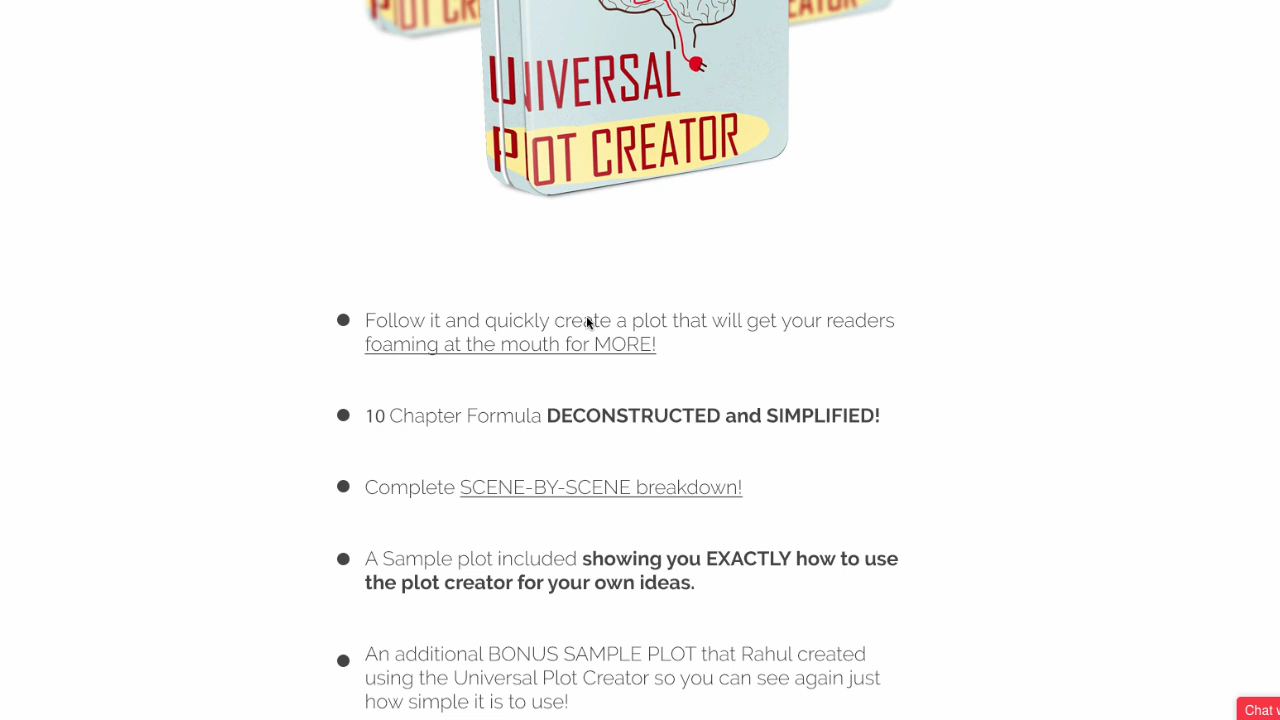 UNIVERSAL
PLOT CREATOR
Follow it and quickly create a plot that will get your readers
foaming at the mouth for MORE!
10 Chapter Formula DECONSTRUCTED and SIMPLIFIED!
Complete SCENE-BY-SCENE breakdown!
A Sample plot included showing you EXACTLY how to use
the plot creator for your own ideas.
An additional BONUS SAMPLE PLOT that Rahul created
using the Universal Plot Creator so you can see again just
how simple it is to use!
Chat